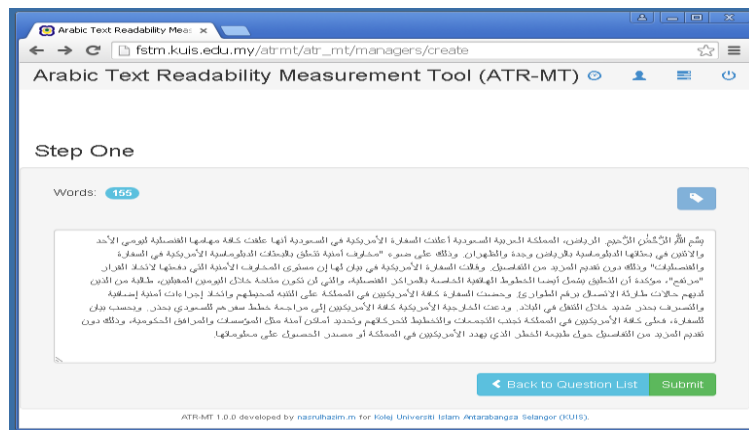 Arabic Text Readability Mea:
fstm.kuis.edu.my/atrmt/atr_mt/managers/create
Arabic Text Readability Measurement Tool (ATR-MT)
Step One
Words: 155
بِسْمِ اللَّهِ الرَّحْمَٰنِ الرَّحِيمِ. الرياض، المملكة العربية السعودية أعلنت السفارة الأمريكية في السعودية أنها علقت كافة مهامها القنصلية ليومي الأحد
والاثنين في بعثاتها الدبلوماسية بالرياض وجدة والظهران. وذلك على ضوء "مخاوف أمنية تتعلق بالبعثات الدبلوماسية الأمريكية في السفارة
والقنصليات" وذلك دون تقديم المزيد من التفاصيل. وقالت السفارة الأمريكية في بيان لها إن مستوى المخاوف الأمنية التي دفعتها لاتخاذ القرار
"مرتفع"، مؤكدة أن التعليق يشمل أيضا الخطوط الهاتفية الخاصة بالمراكز القنصلية، والتي لن تكون متاحة خلال اليومين المقبلين، طالبة من الذين
لديهم حالات طارئة الاتصال برقم الطوارئ. وحضت السفارة كافة الأمريكيين في المملكة على التنبه لمحيطهم واتخاذ إجراءات أمنية إضافية
والتصرف بحذر شديد خلال التنقل في البلاد. ودعت الخارجية الأمريكية كافة الأمريكيين إلى مراجعة خطط سفرهم للسعودي بحذر. وبحسب بيان
للسفارة، فعلى كافة الأمريكيين في المملكة تجنب التجمعات والتخطيط لتحركاتهم وتحديد أماكن آمنة مثل المؤسسات والمرافق الحكومية، وذلك دون
تقديم المزيد من التفاصيل حول طبيعة الخطر الذي يهدد الأمريكيين في المملكة أو مصدر الحصول على معلوماتها.
Back to Question List Submit
ATR-MT 1.0.0 developed by nasrulhazim.m for Kolej Universiti Islam Antarabangsa Selangor (KUIS).